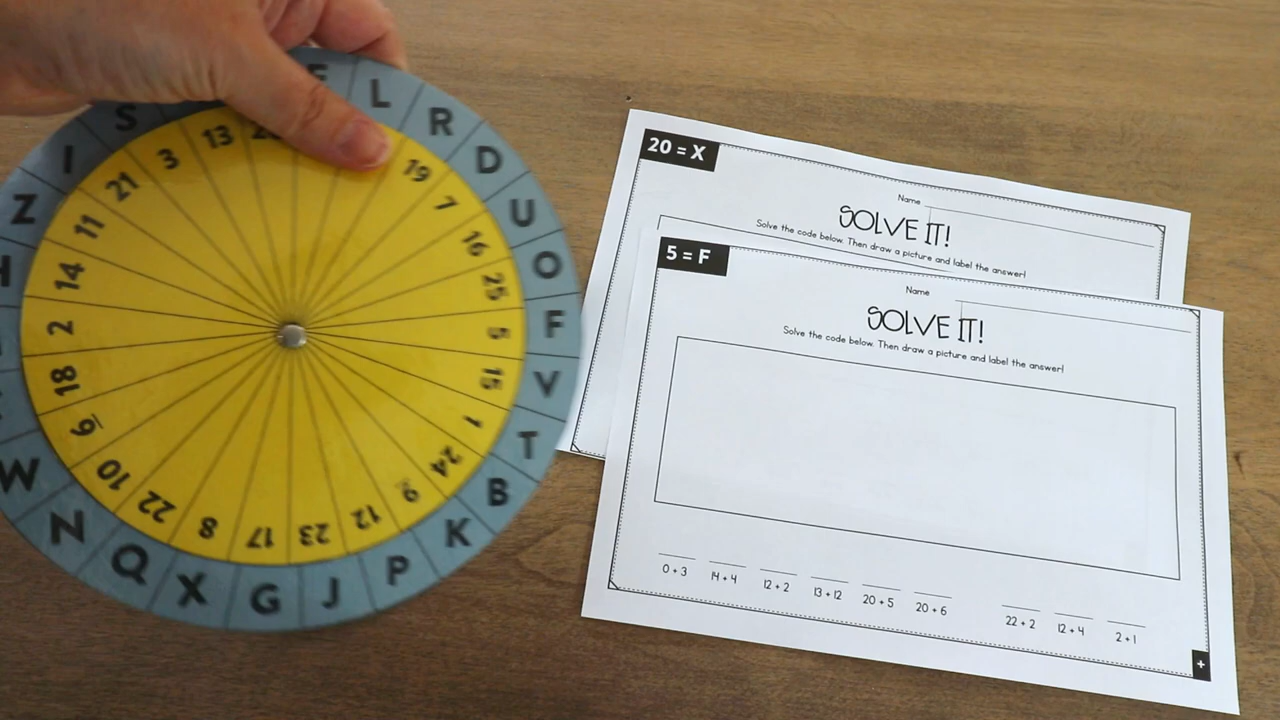 S
L
R
D
U
O
F
V
T
B
K
P
J
G
X
Q
N
W
Z
I
13
19
7
16
25
5
15
1
24
9
12
23
17
8
22
10
6
18
2
14
11
21
3
20 = X
Name
SOLVE IT!
Solve the code below. Then draw a picture and label the answer!
5 = F
Name
SOLVE IT!
Solve the code below. Then draw a picture and label the answer!
0 + 3 14 + 4 12 + 2 13 + 12 20 + 5 20 + 6 22 + 2 12 + 4 2 + 1
+